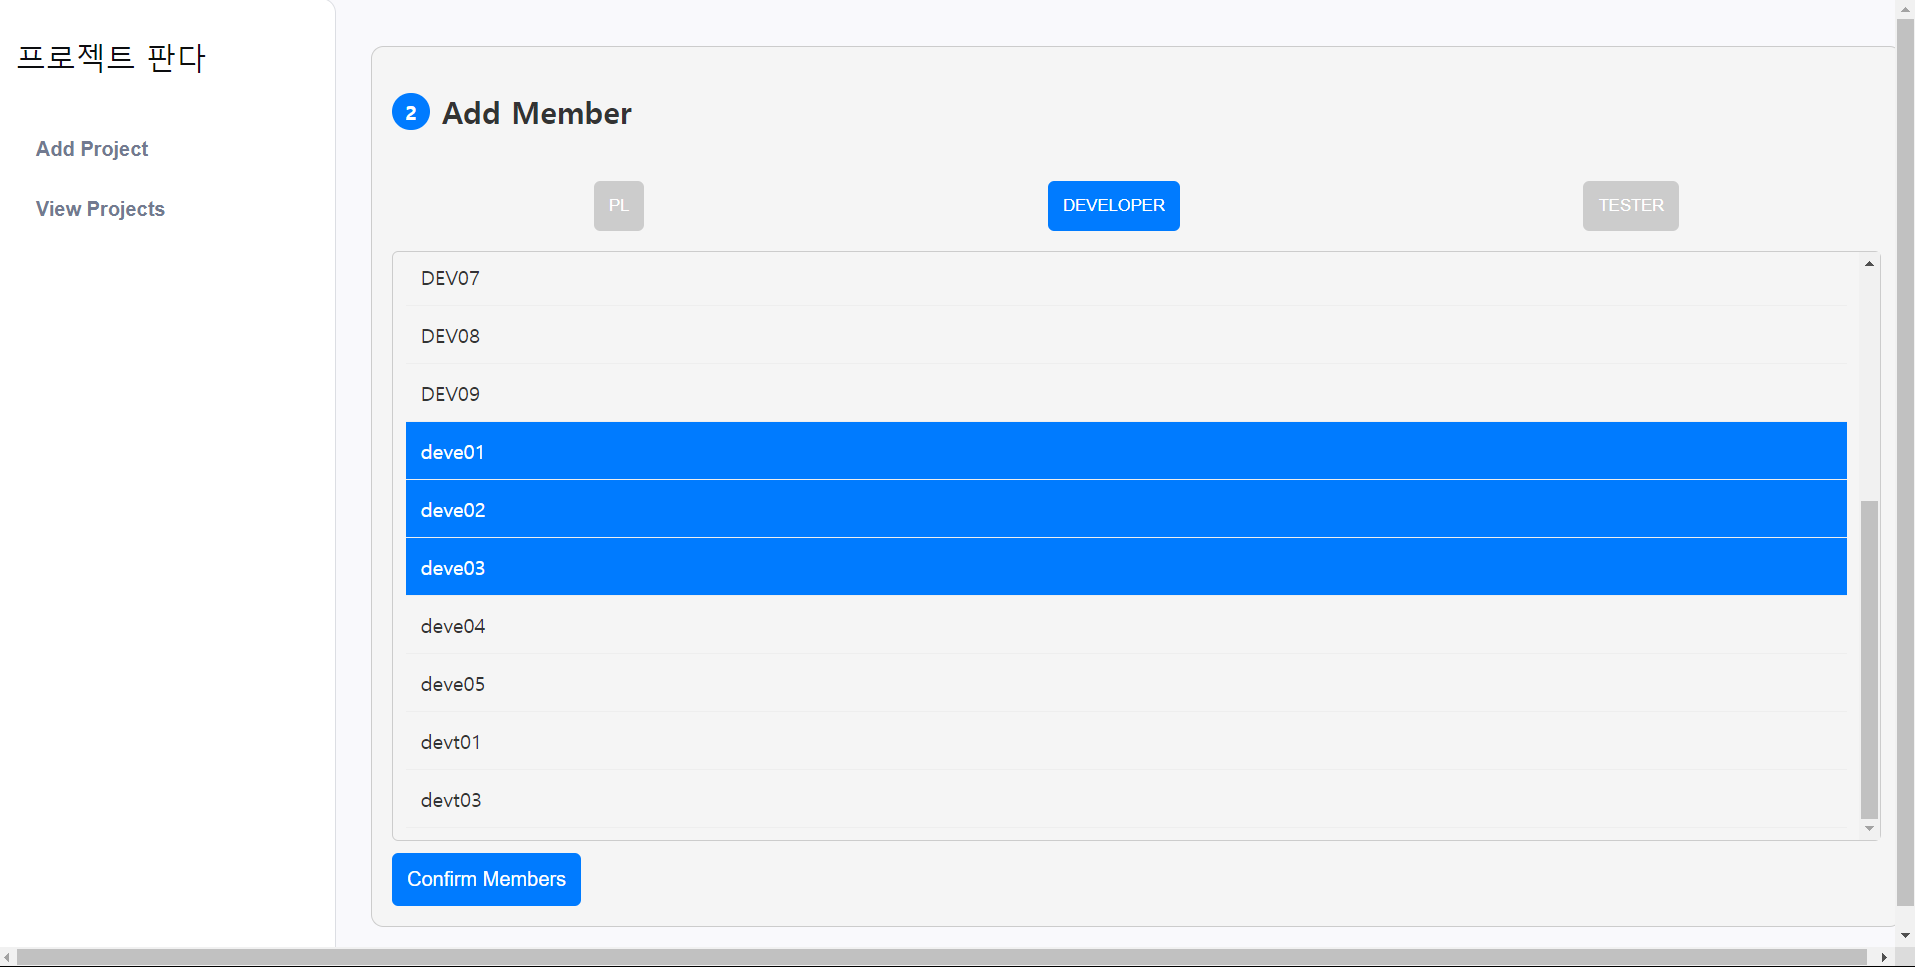 프로젝트 판다
Add Project
View Projects
2 Add Member
PL DEVELOPER TESTER
DEV07
DEV08
DEV09
deve01
deve02
deve03
deve04
deve05
devt01
devt03
Confirm Members